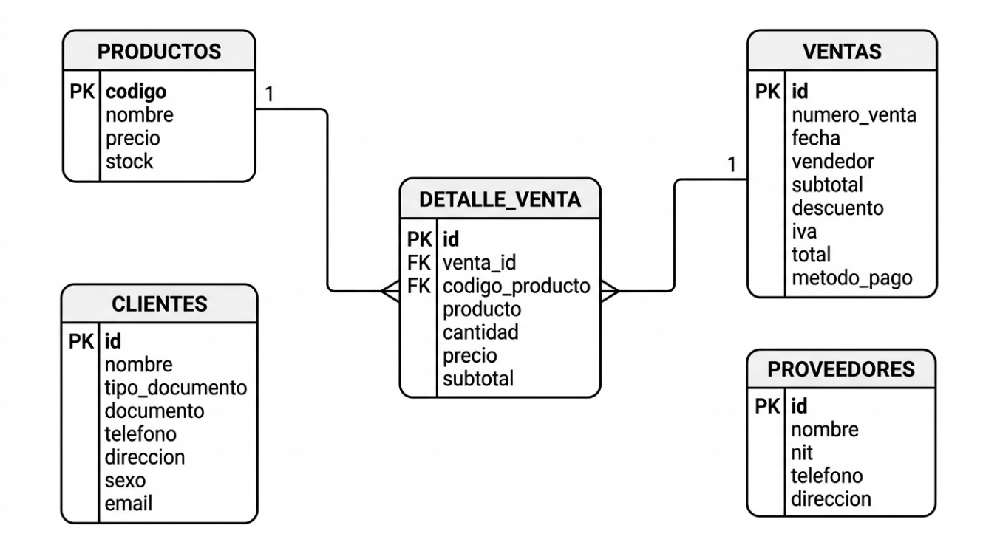 PRODUCTOS
PK codigo
nombre
precio
stock
1
VENTAS
PK id
numero_venta
fecha
vendedor
subtotal
descuento
iva
total
metodo_pago
1
DETALLE_VENTA
PK id
FK venta_id
FK codigo_producto
producto
cantidad
precio
subtotal
CLIENTES
PK id
nombre
tipo_documento
documento
telefono
direccion
sexo
email
PROVEEDORES
PK id
nombre
nit
telefono
direccion